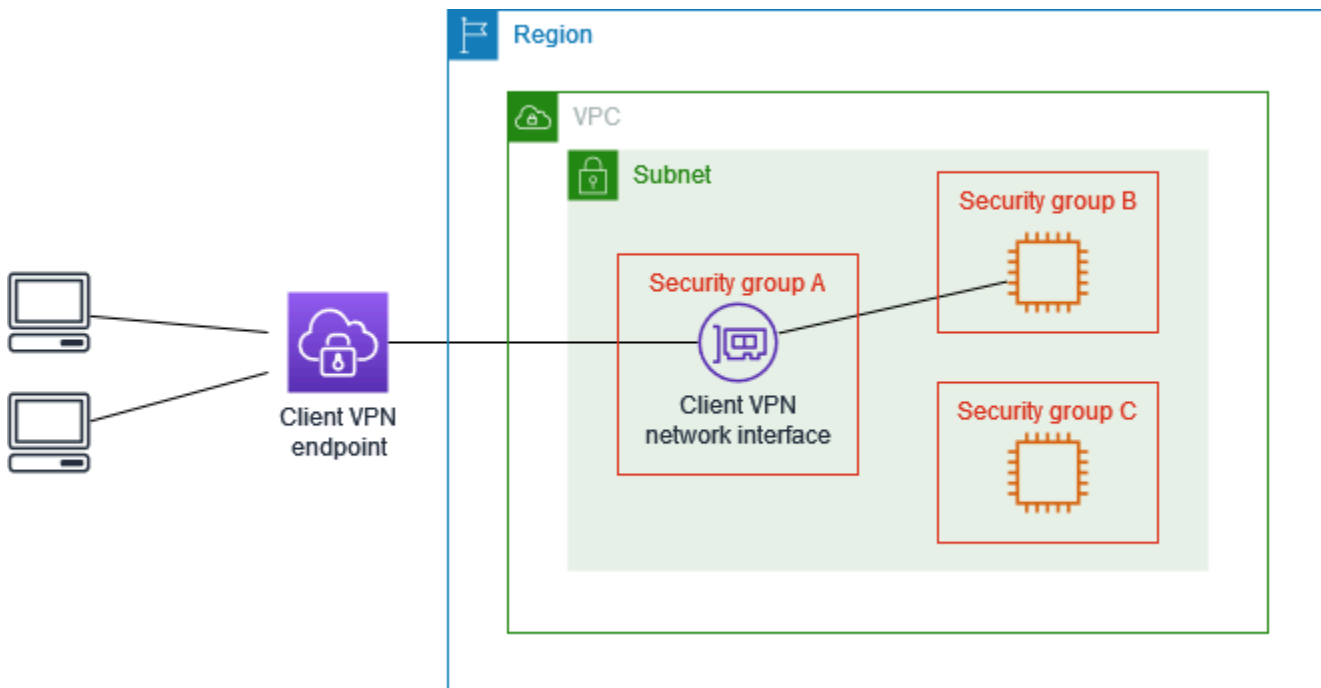 Region
VPC
Subnet
Security group B
Security group A
Client VPN
network interface
Client VPN
endpoint
Security group C